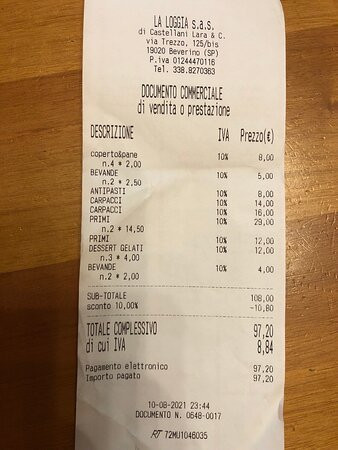 LA LOGGIA s.a.s.
di Castellani Lara & C.
via Trezzo, 125/bis
19020 Beverino (SP)
P.iva 01244470116
Tel. 338.8270363
DOCUMENTO COMMERCIALE
di vendita o prestazione
DESCRIZIONE IVA Prezzo(€)
coperto&pane 10% 8,00
n.4 * 2,00
BEVANDE 10% 5,00
n.2 * 2,50
ANTIPASTI 10% 8,00
CARPACCI 10% 14,00
CARPACCI 10% 16,00
PRIMI 10% 29,00
n.2 * 14,50
PRIMI 10% 12,00
DESSERT GELATI 10% 12,00
n.3 * 4,00
BEVANDE 10% 4,00
n.2 * 2,00
SUB-TOTALE 108,00
sconto 10,00% -10,80
TOTALE COMPLESSIVO 97,20
di cui IVA 8,84
Pagamento elettronico 97,20
Importo pagato 97,20
10-08-2021 23:44
DOCUMENTO N. 0648-0017
RT 72MU1046035